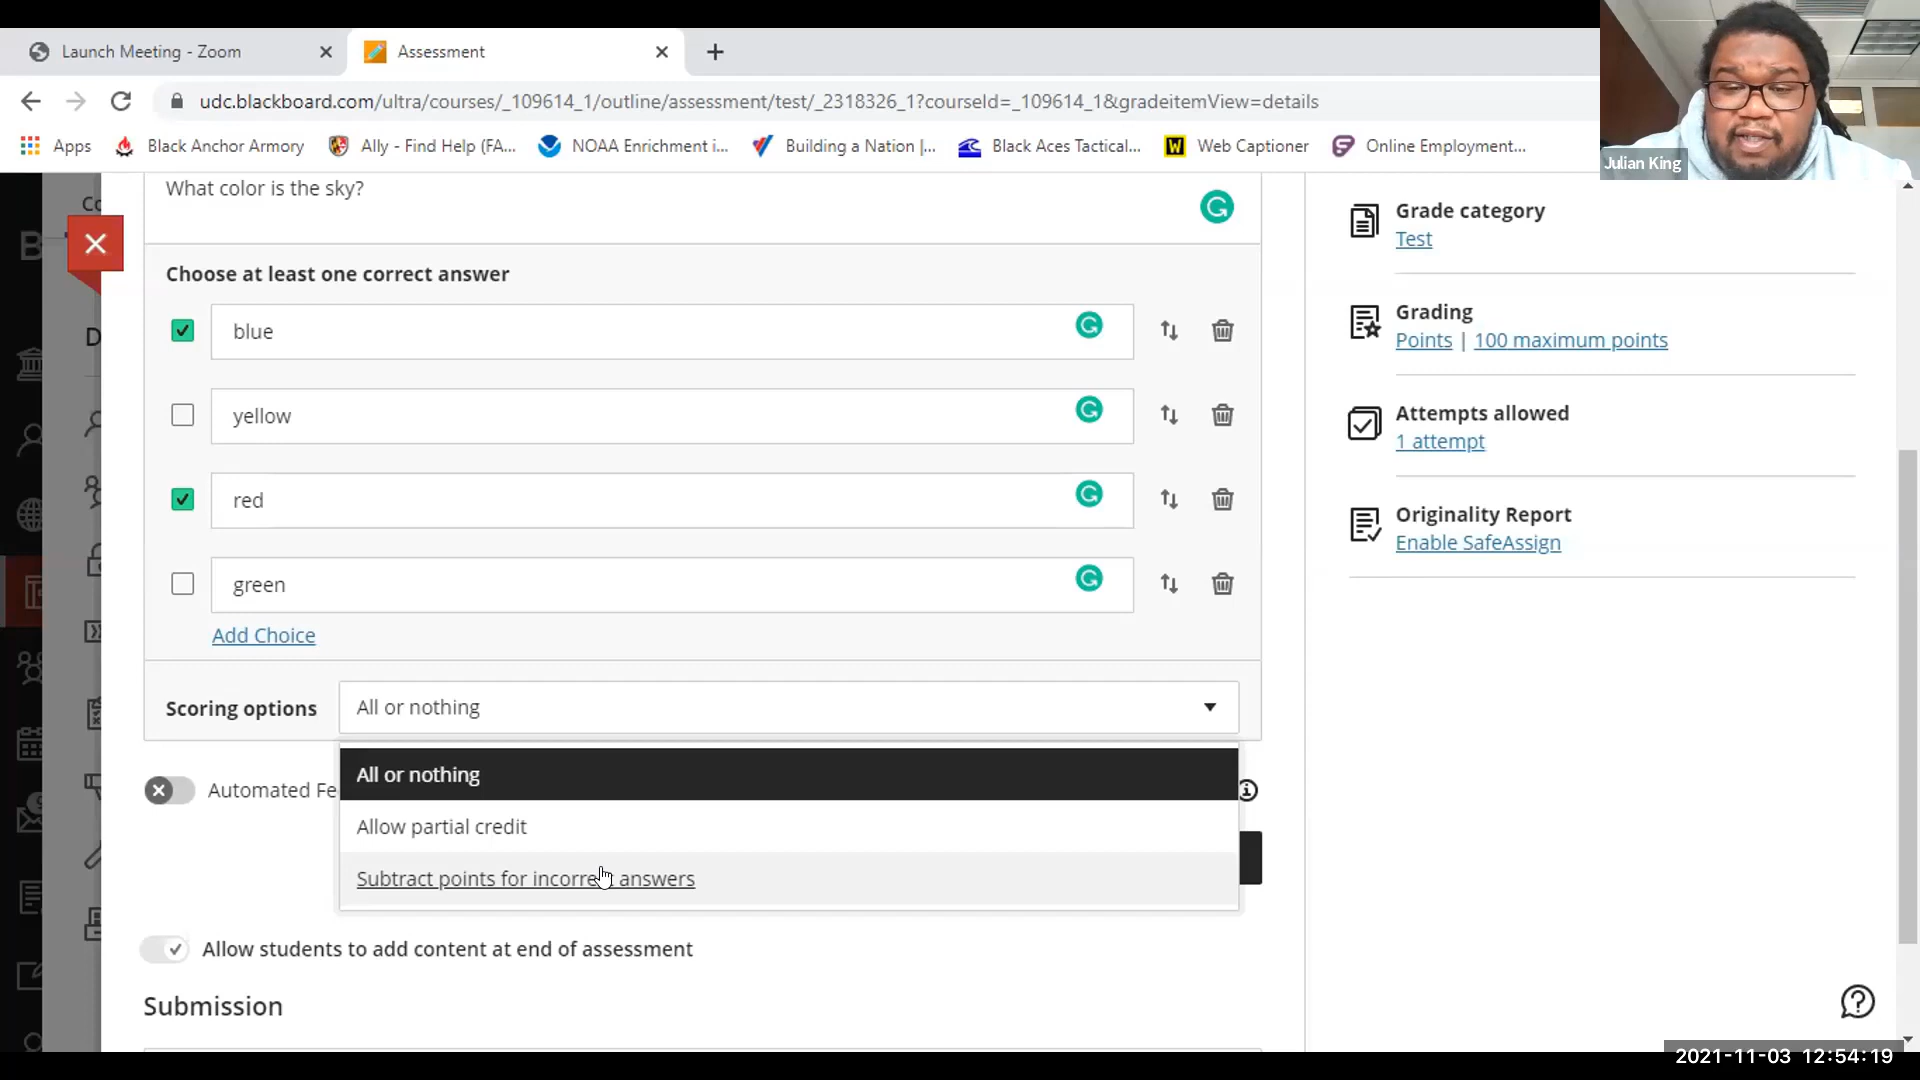 Launch Meeting - Zoom
Assessment
udc.blackboard.com/ultra/courses/_109614_1/outline/assessment/test/_2318326_1?courseId=_109614_1&gradeitemView=details
Apps
Black Anchor Armory
Ally - Find Help (FA...
NOAA Enrichment i...
Building a Nation |...
Black Aces Tactical...
W
Web Captioner
Online Employment...
Julian King
Co
B
D
What color is the sky?
Choose at least one correct answer
blue
yellow
red
green
Add Choice
Scoring options
All or nothing
All or nothing
Allow partial credit
Subtract points for incorrect answers
Automated Fe
Allow students to add content at end of assessment
Submission
Grade category
Test
Grading
Points | 100 maximum points
Attempts allowed
1 attempt
Originality Report
Enable SafeAssign
2021-11-03 12:54:19